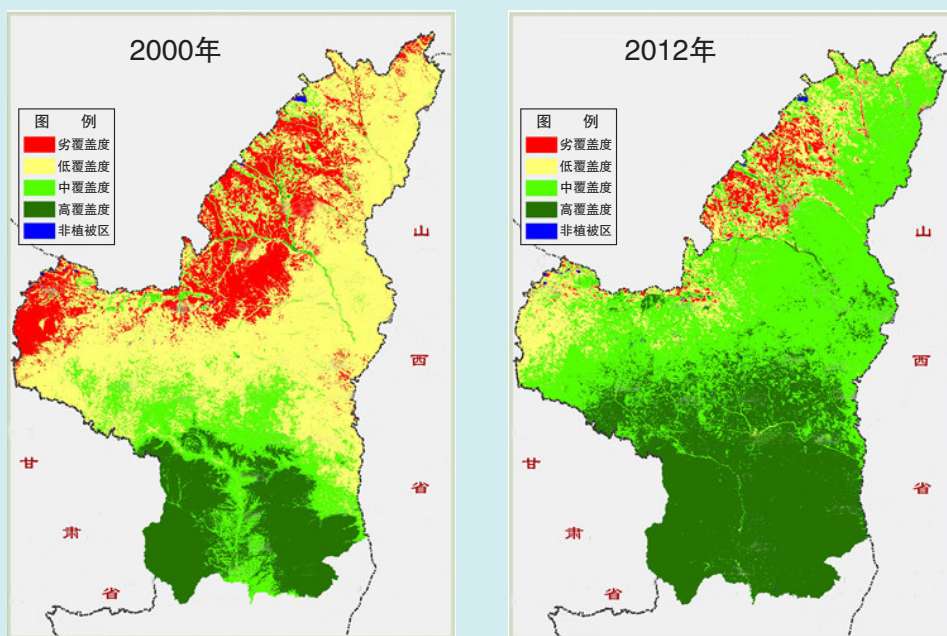 2000年
图 例
劣覆盖度
低覆盖度
中覆盖度
高覆盖度
非植被区
山
西
省
甘
肃
省
2012年
图 例
劣覆盖度
低覆盖度
中覆盖度
高覆盖度
非植被区
山
西
省
甘
肃
省